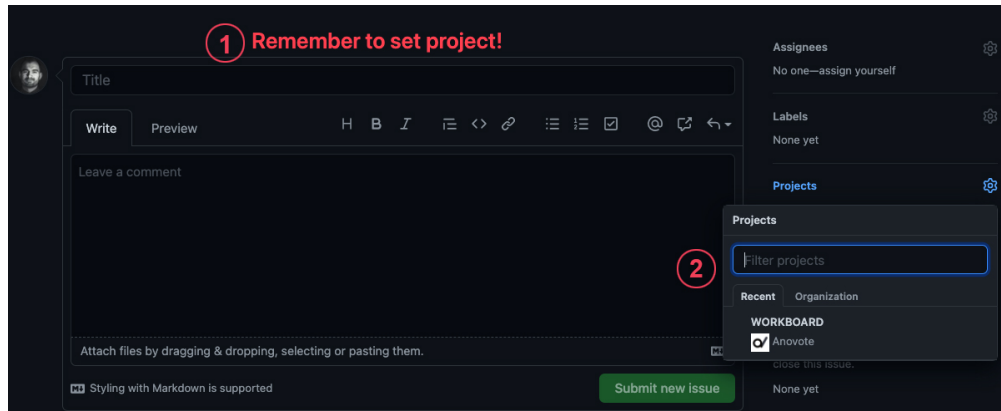 1 Remember to set project!
Title
Write Preview
H B I @
Leave a comment
Attach files by dragging & dropping, selecting or pasting them.
Styling with Markdown is supported
Submit new issue
Assignees
No one—assign yourself
Labels
None yet
Projects
Projects
2
Filter projects
Recent Organization
WORKBOARD
Anovote
close this issue.
None yet